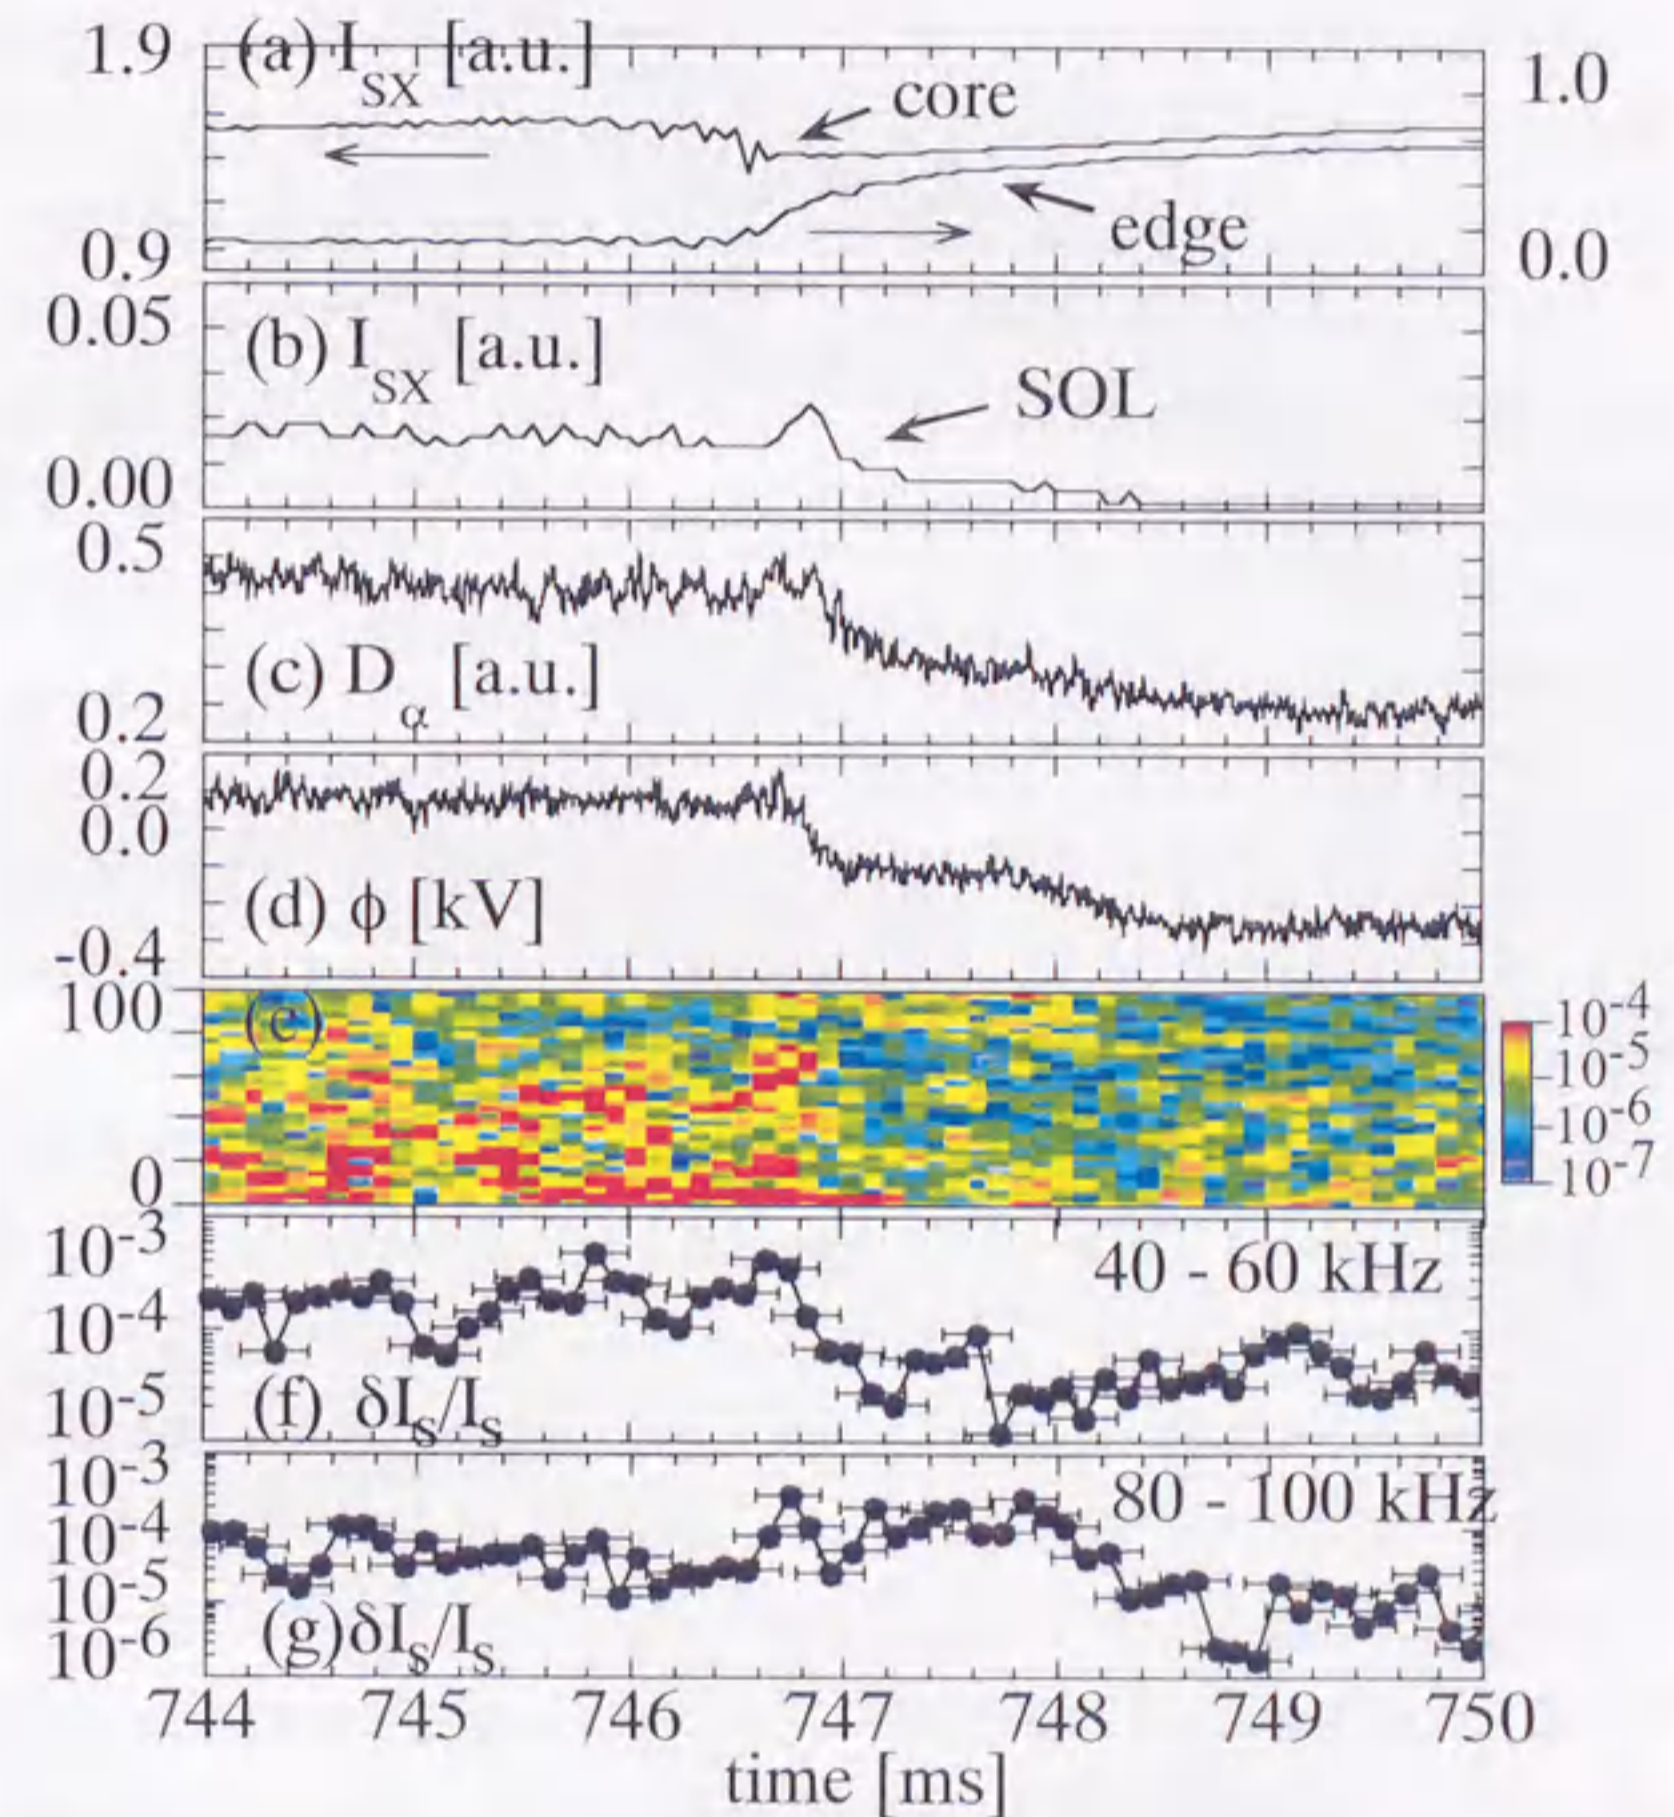 (a) I_SX [a.u.]
1.9
1.0
core
edge
0.9
0.0
0.05
(b) I_SX [a.u.]
SOL
0.00
0.5
(c) D_α [a.u.]
0.2
0.2
0.0
(d) ϕ [kV]
-0.4
100
(e)
0
10^-4
10^-5
10^-6
10^-7
10^-3
40 - 60 kHz
10^-4
10^-5
(f) δI_S/I_S
10^-3
80 - 100 kHz
10^-4
10^-5
(g)δI_S/I_S
10^-6
744 745 746 747 748 749 750
time [ms]